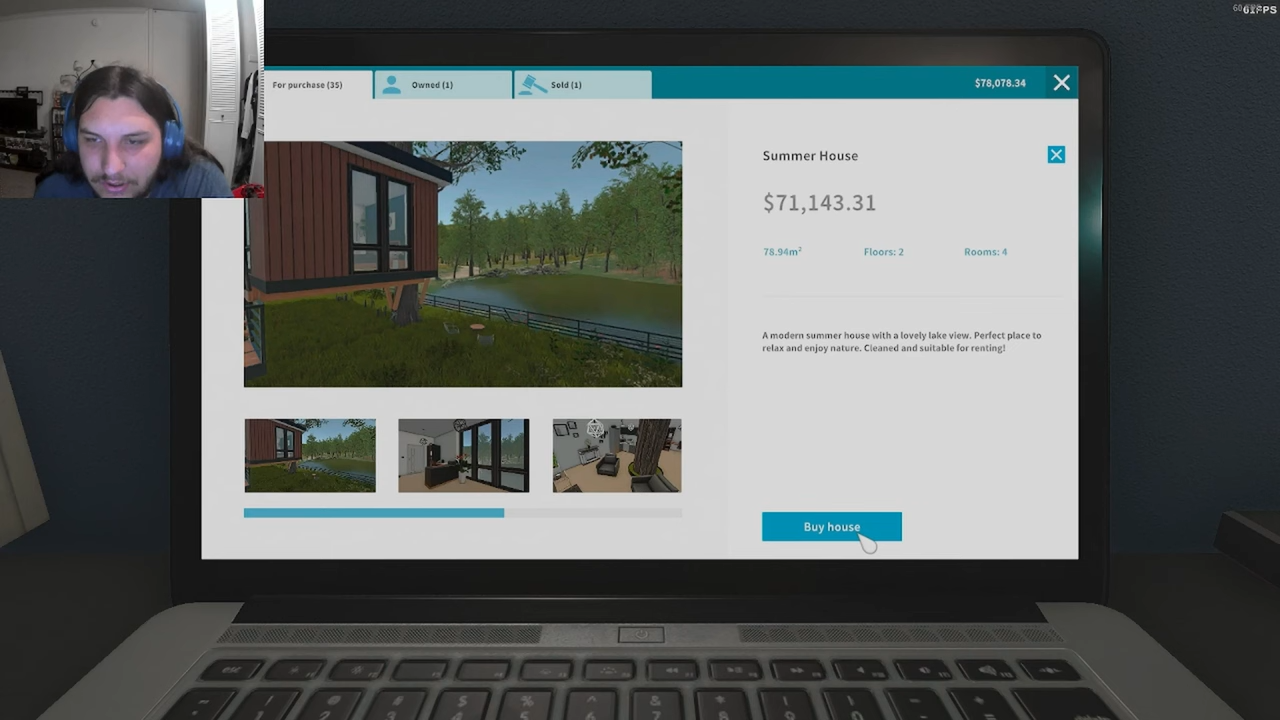 61FPS
For purchase (35)
Owned (1)
Sold (1)
$78,078.34
Summer House
$71,143.31
78.94m²
Floors: 2
Rooms: 4
A modern summer house with a lovely lake view. Perfect place to
relax and enjoy nature. Cleaned and suitable for renting!
Buy house
esc